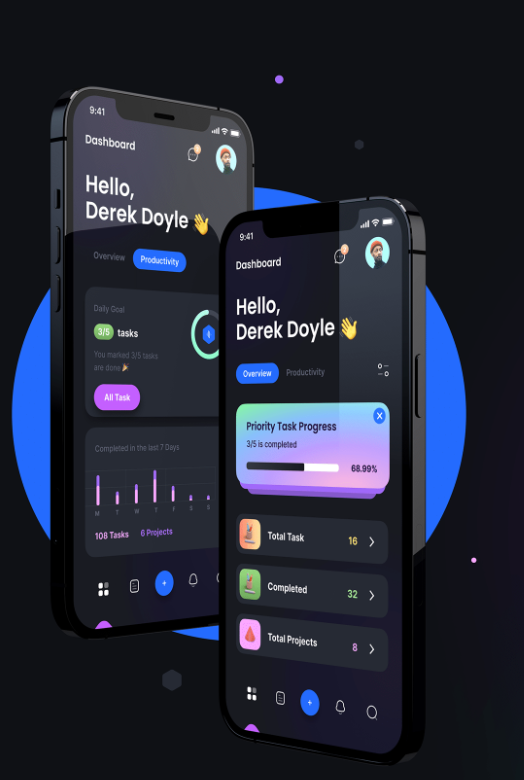 9:41
Dashboard
Hello,
Derek Doyle 👋
Overview
Productivity
Daily Goal
3/5 tasks
You marked 3/5 tasks
are done 🎉
All Task
Completed in the last 7 Days
M T W T F S S
108 Tasks
6 Projects
+
9:41
Dashboard
Hello,
Derek Doyle 👋
Overview
Productivity
Priority Task Progress
X
3/5 is completed
68.99%
Total Task
16
Completed
32
Total Projects
8
+